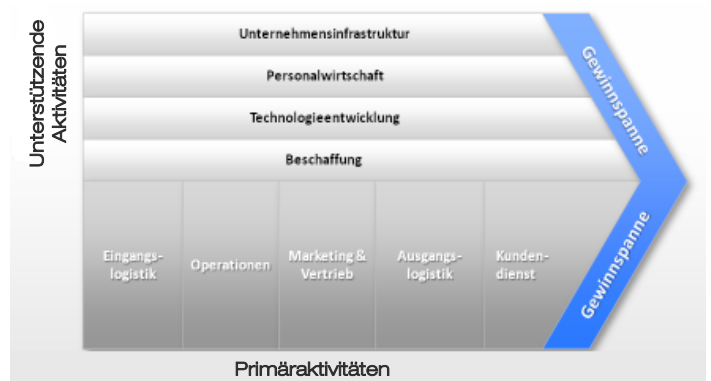 Unterstützende
Aktivitäten
Unternehmensinfrastruktur
Personalwirtschaft
Technologieentwicklung
Beschaffung
Gewinnspanne
Eingangs-
logistik
Operationen
Marketing &
Vertrieb
Ausgangs-
logistik
Kunden-
dienst
Gewinnspanne
Primäraktivitäten